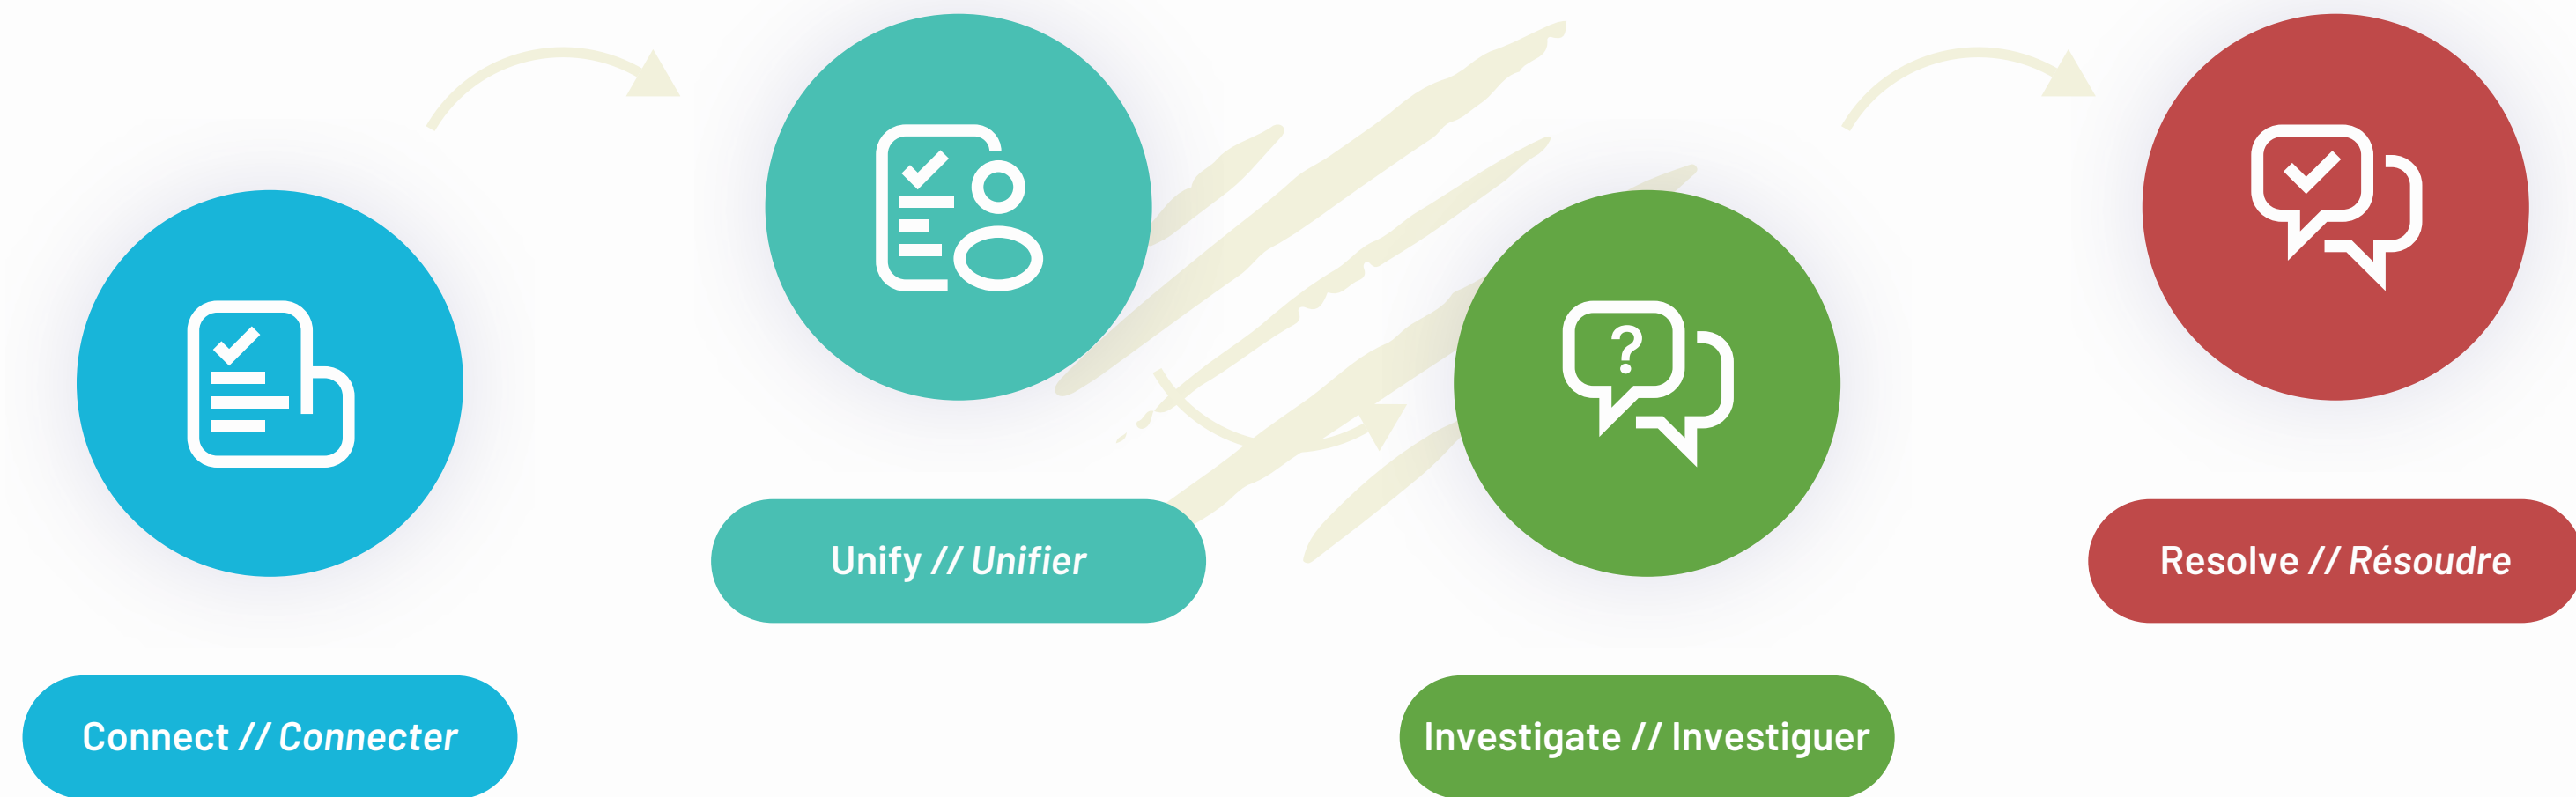 Connect // Connecter
Unify // Unifier
Investigate // Investiguer
Resolve // Résoudre